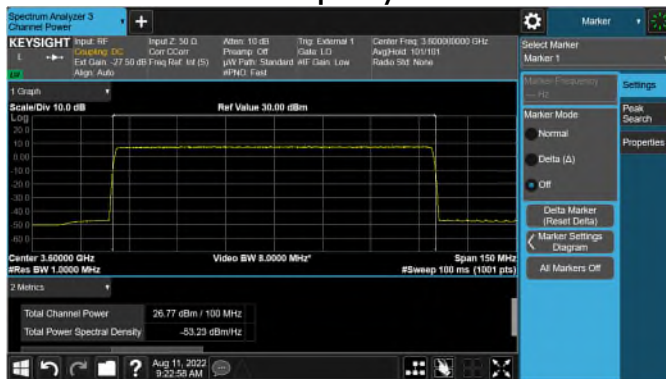 Spectrum Analyzer 3
Channel Power
Marker
KEYSIGHT Input: RF Input Z: 50 Ω Atten: 10 dB Trig: External 1 Center Freq: 3.600000000 GHz
Coupling: DC Corr CCorr Preamp: Off Gate: LO Avg|Hold: 101/101
Ext Gain: -27.50 dB Freq Ref: Int (S) µW Path: Standard #IF Gain: Low Radio Std: None
Align: Auto #PNO: Fast
1 Graph
Scale/Div 10.0 dB Ref Value 30.00 dBm
Log
20.0
10.0
0.00
-10.0
-20.0
-30.0
-40.0
-50.0
-60.0
Center 3.60000 GHz Video BW 8.0000 MHz* Span 150 MHz
#Res BW 1.0000 MHz #Sweep 100 ms (1001 pts)
2 Metrics
Total Channel Power 26.77 dBm / 100 MHz
Total Power Spectral Density -53.23 dBm/Hz
Aug 11, 2022
9:22:58 AM
Select Marker
Marker 1
Marker Frequency
--- Hz
Marker Mode
Normal
Delta (Δ)
Off
Delta Marker
(Reset Delta)
Marker Settings
Diagram
All Markers Off
Settings
Peak
Search
Properties